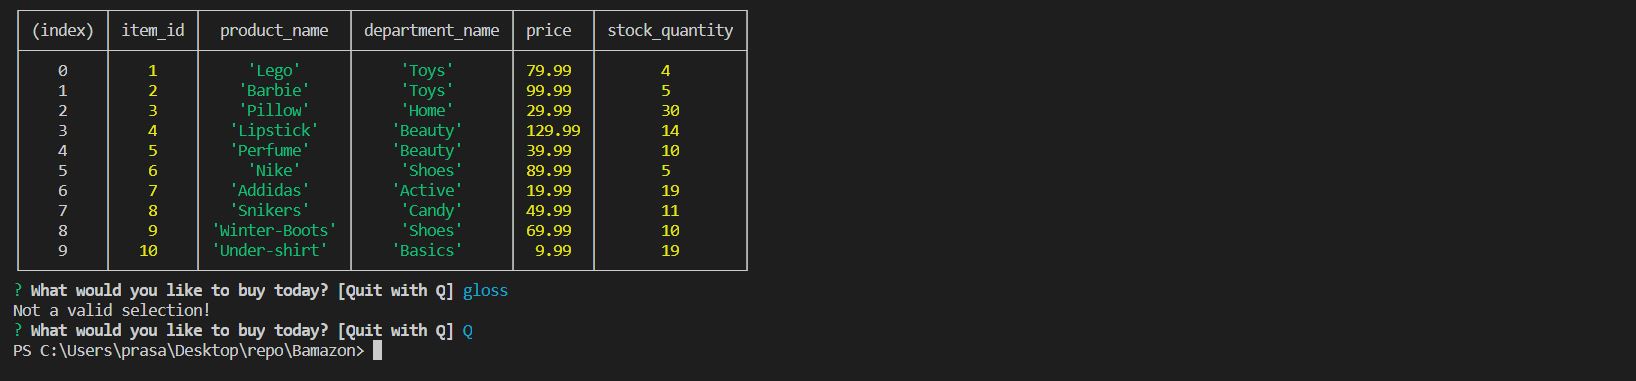 (index) item_id product_name department_name price stock_quantity
0 1 'Lego' 'Toys' 79.99 4
1 2 'Barbie' 'Toys' 99.99 5
2 3 'Pillow' 'Home' 29.99 30
3 4 'Lipstick' 'Beauty' 129.99 14
4 5 'Perfume' 'Beauty' 39.99 10
5 6 'Nike' 'Shoes' 89.99 5
6 7 'Addidas' 'Active' 19.99 19
7 8 'Snikers' 'Candy' 49.99 11
8 9 'Winter-Boots' 'Shoes' 69.99 10
9 10 'Under-shirt' 'Basics' 9.99 19
? What would you like to buy today? [Quit with Q] gloss
Not a valid selection!
? What would you like to buy today? [Quit with Q] Q
PS C:\Users\prasa\Desktop\repo\Bamazon>